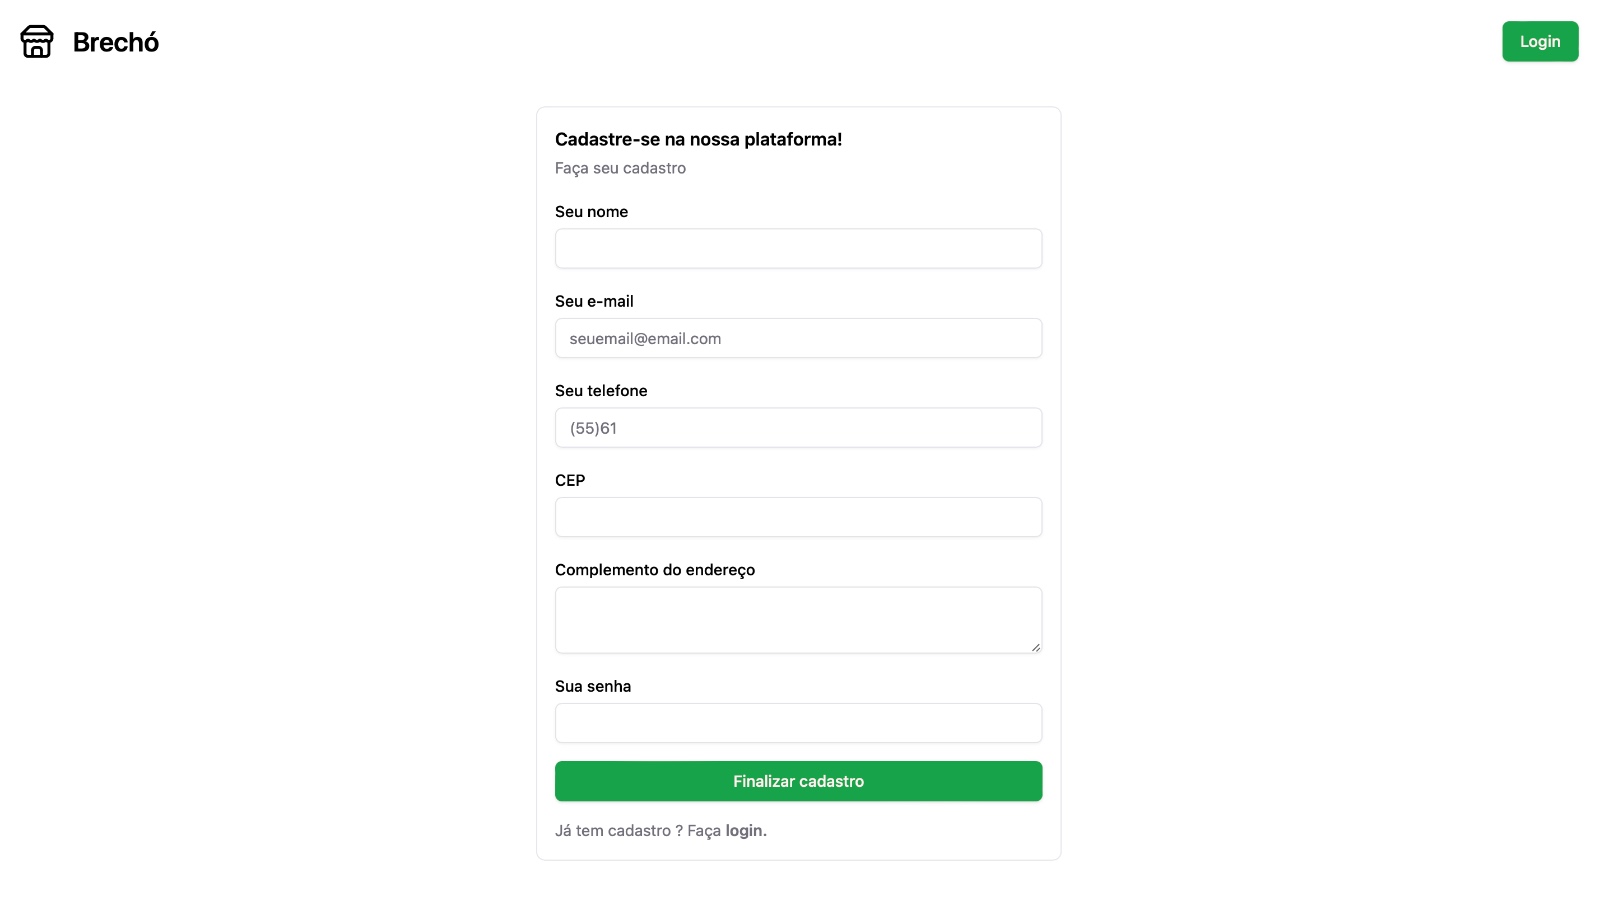 Brechó
Login
Cadastre-se na nossa plataforma!
Faça seu cadastro
Seu nome
Seu e-mail
seuemail@email.com
Seu telefone
(55)61
CEP
Complemento do endereço
Sua senha
Finalizar cadastro
Já tem cadastro ? Faça login.